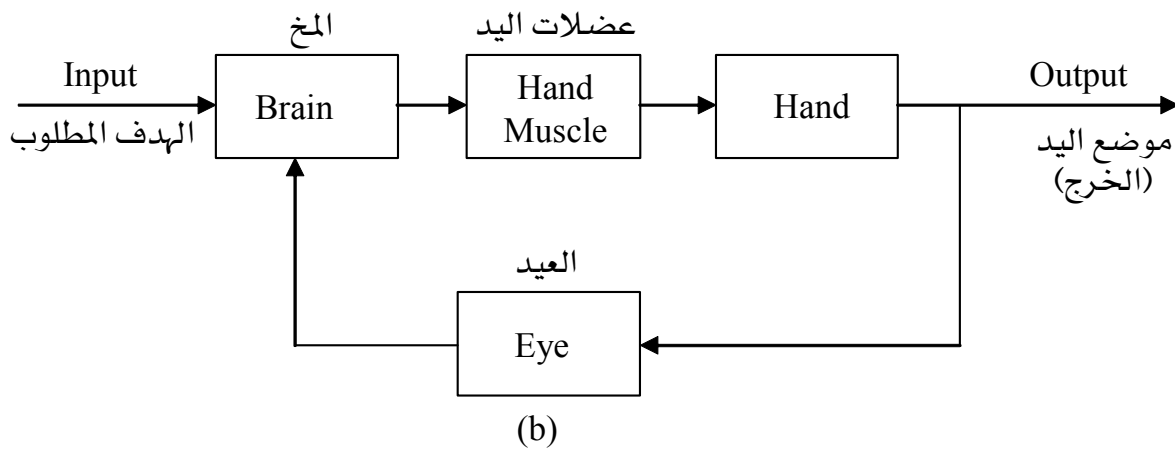 المخ
عضلات اليد
Input
Brain
Hand
Muscle
Hand
Output
الهدف المطلوب
موضع اليد
(الخرج)
العيد
Eye
(b)